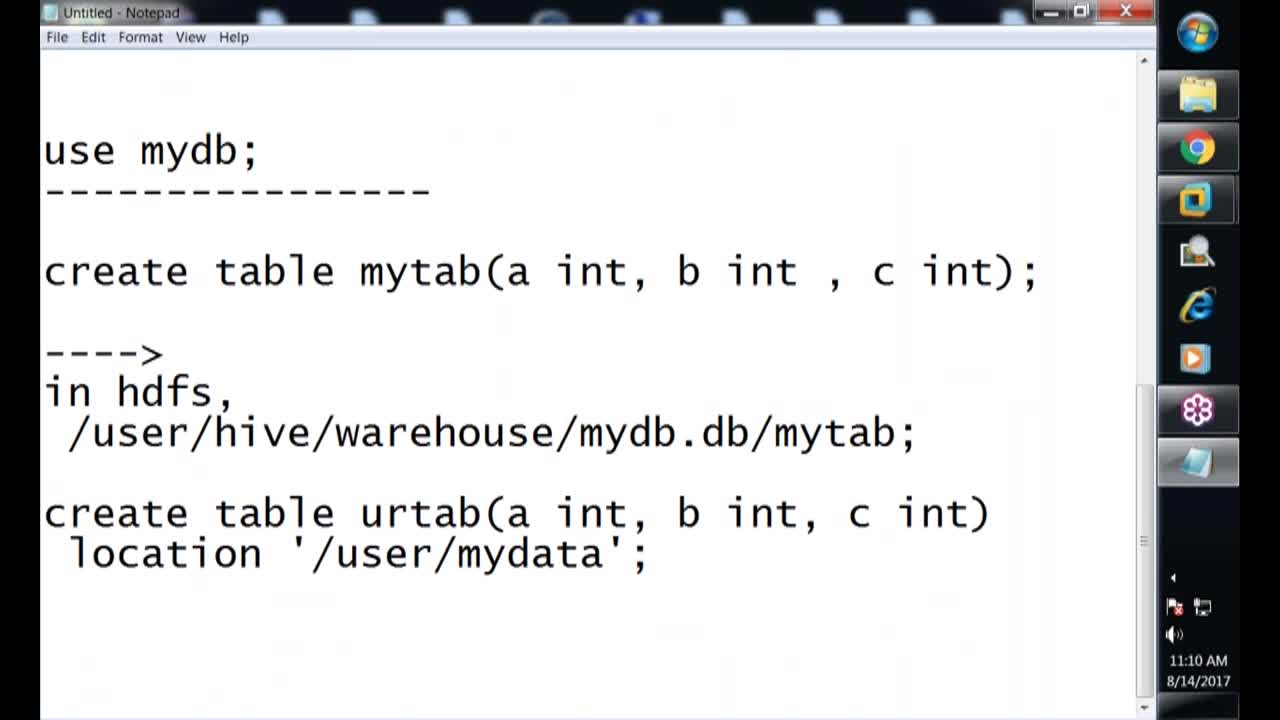 Untitled - Notepad
File Edit Format View Help
use mydb;
----------------
create table mytab(a int, b int , c int);
---->
in hdfs,
/user/hive/warehouse/mydb.db/mytab;
create table urtab(a int, b int, c int)
location '/user/mydata';
11:10 AM
8/14/2017